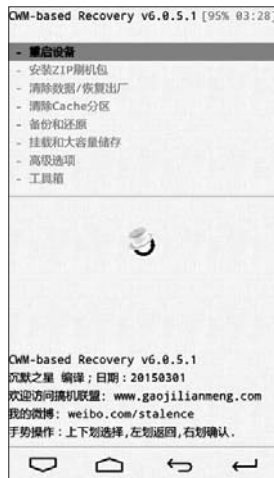 CWM-based Recovery v6.0.5.1 [95% 03:28]
- 重启设备
- 安装ZIP刷机包
- 清除数据/恢复出厂
- 清除Cache分区
- 备份和还原
- 挂载和大容量储存
- 高级选项
- 工具箱
CWM-based Recovery v6.0.5.1
沉默之星 编译；日期：20150301
欢迎访问搞机联盟: www.gaojilianmeng.com
我的微博: weibo.com/stalence
手势操作：上下划选择,左划返回,右划确认.